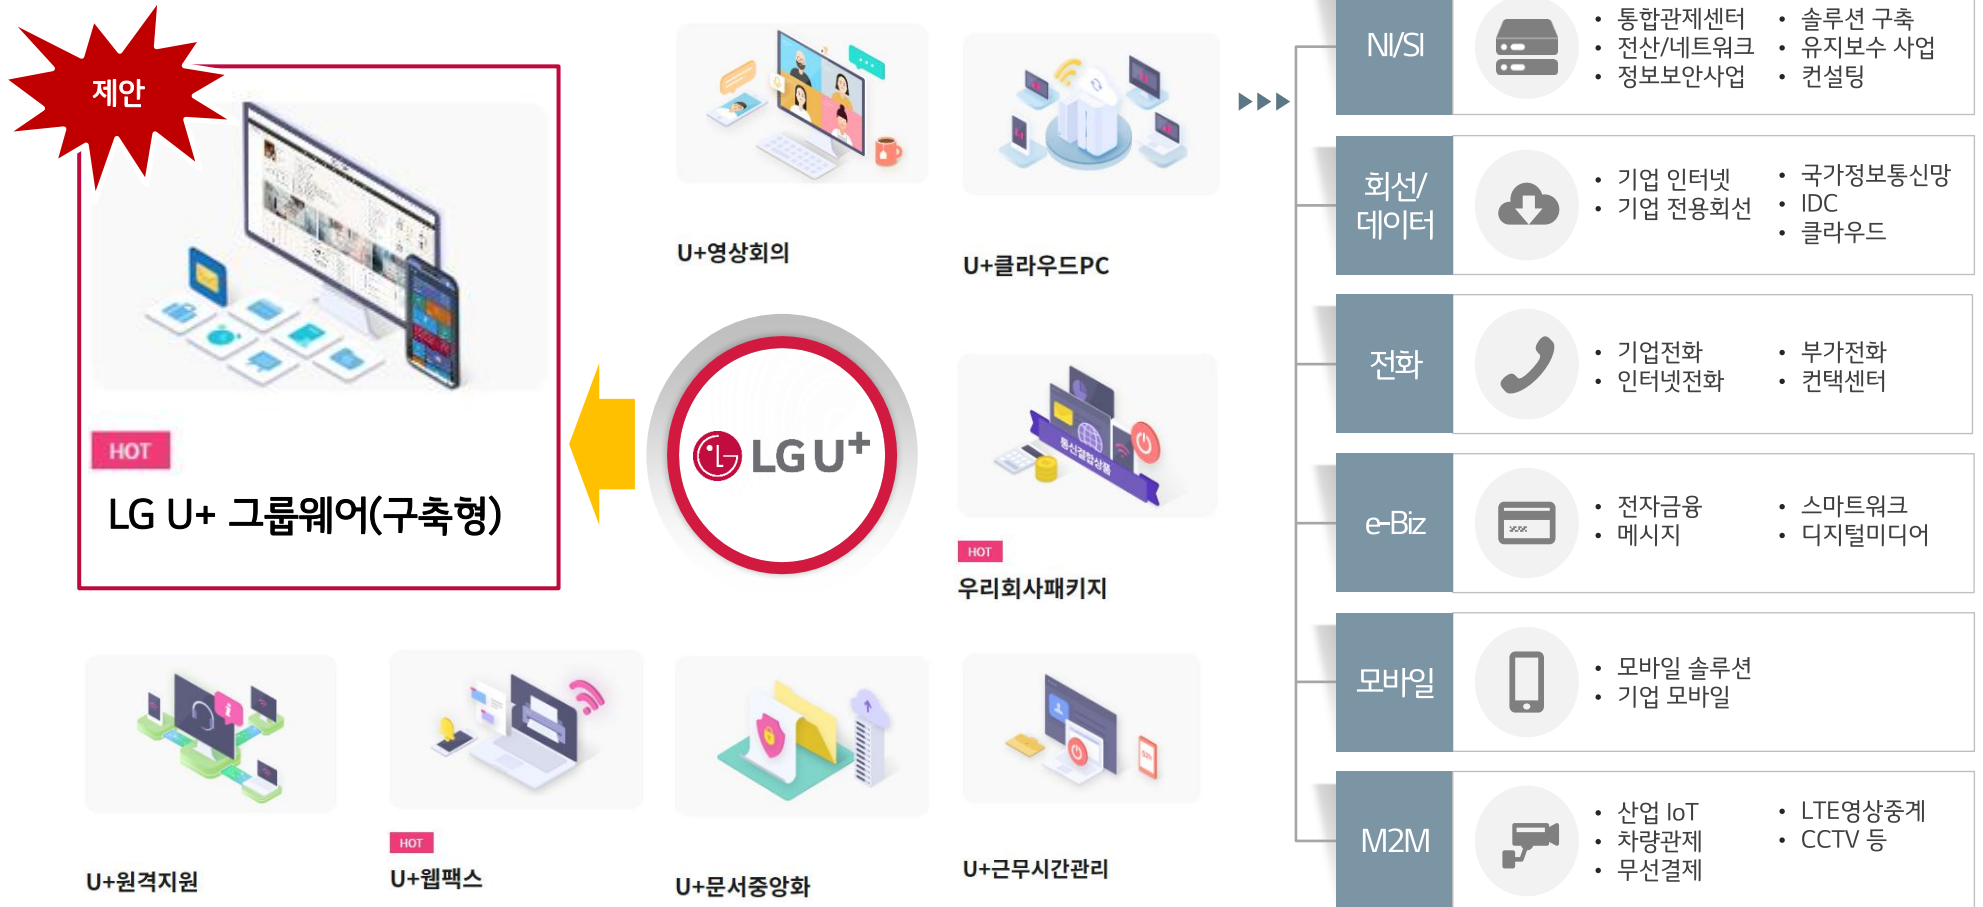 제안
HOT
LG U+ 그룹웨어(구축형)
U+영상회의
U+클라우드PC
LG U+
통신결합상품
HOT
우리회사패키지
U+원격지원
HOT
U+웹팩스
U+문서중앙화
U+근무시간관리
NI/SI
• 통합관제센터
• 전산/네트워크
• 정보보안사업
• 솔루션 구축
• 유지보수 사업
• 컨설팅
회선/
데이터
• 기업 인터넷
• 기업 전용회선
• 국가정보통신망
• IDC
• 클라우드
전화
• 기업전화
• 인터넷전화
• 부가전화
• 컨택센터
e-Biz
• 전자금융
• 메시지
• 스마트워크
• 디지털미디어
모바일
• 모바일 솔루션
• 기업 모바일
M2M
• 산업 IoT
• 차량관제
• 무선결제
• LTE영상중계
• CCTV 등